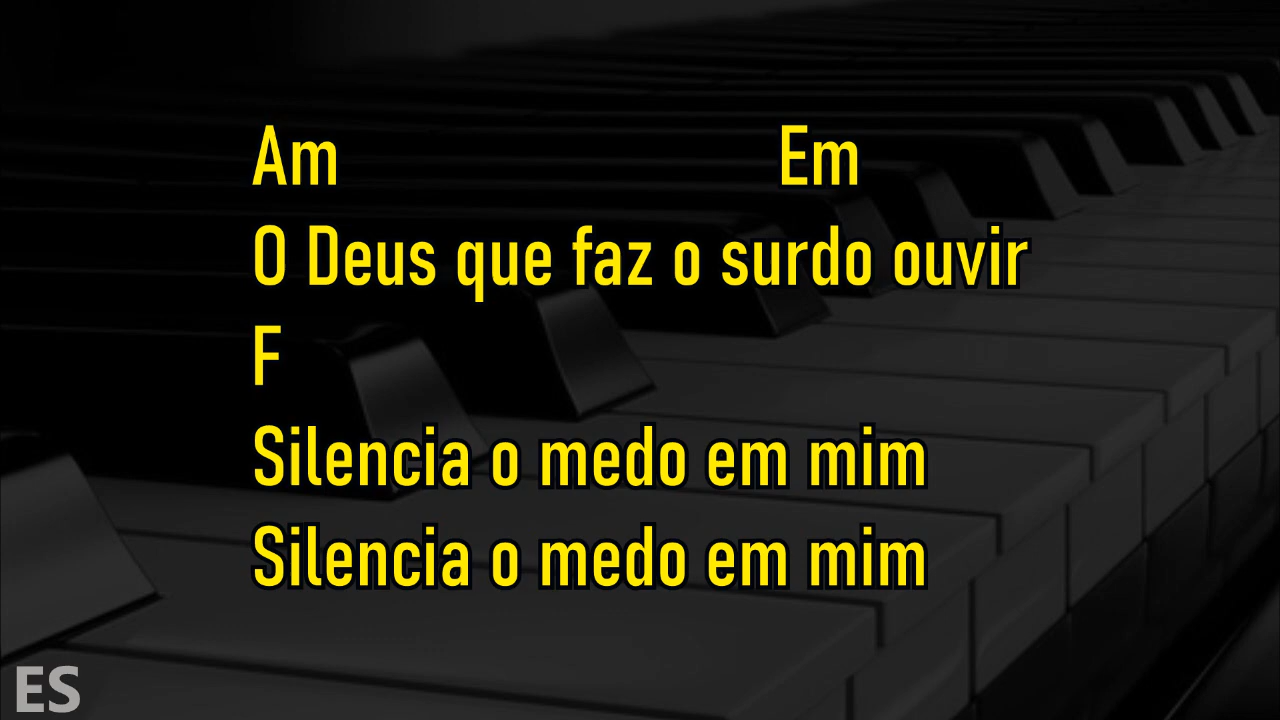 Am Em
O Deus que faz o surdo ouvir
F
Silencia o medo em mim
Silencia o medo em mim
ES